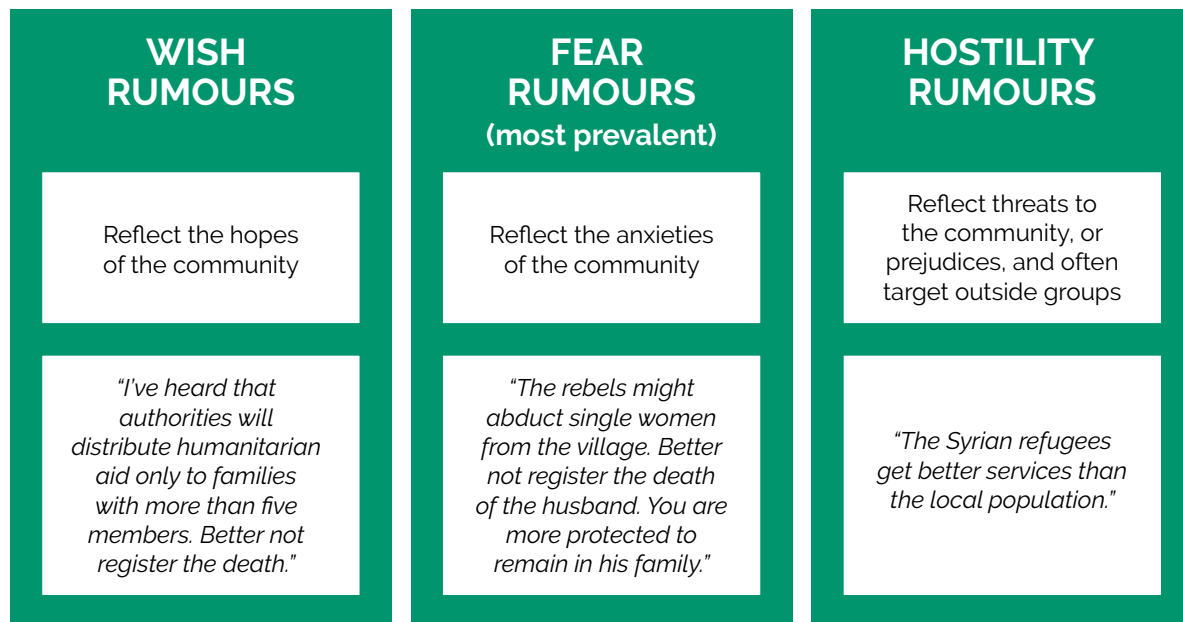 WISH
RUMOURS
Reflect the hopes
of the community
“I’ve heard that
authorities will
distribute humanitarian
aid only to families
with more than five
members. Better not
register the death.”
FEAR
RUMOURS
(most prevalent)
Reflect the anxieties
of the community
“The rebels might
abduct single women
from the village. Better
not register the death
of the husband. You are
more protected to
remain in his family.”
HOSTILITY
RUMOURS
Reflect threats to
the community, or
prejudices, and often
target outside groups
“The Syrian refugees
get better services than
the local population.”